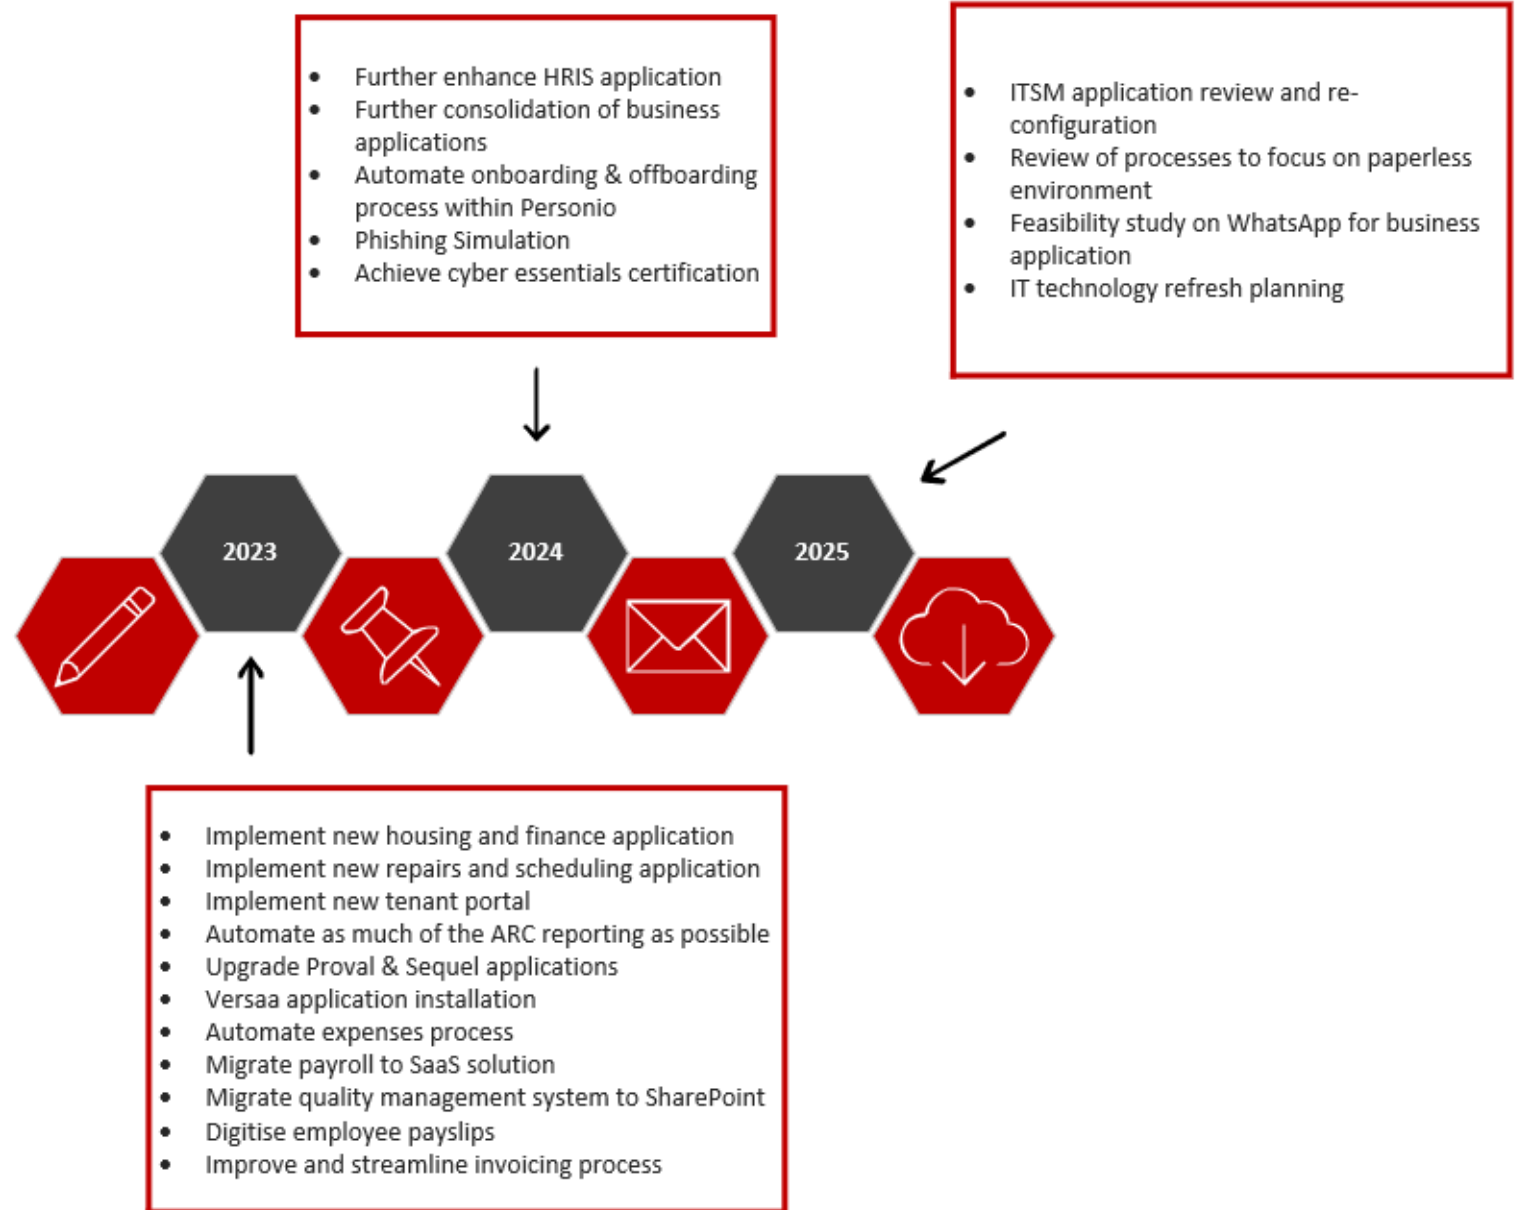 • Further enhance HRIS application
• Further consolidation of business
applications
• Automate onboarding & offboarding
process within Personio
• Phishing Simulation
• Achieve cyber essentials certification
• ITSM application review and re-
configuration
• Review of processes to focus on paperless
environment
• Feasibility study on WhatsApp for business
application
• IT technology refresh planning
2023
2024
2025
• Implement new housing and finance application
• Implement new repairs and scheduling application
• Implement new tenant portal
• Automate as much of the ARC reporting as possible
• Upgrade Proval & Sequel applications
• Versaa application installation
• Automate expenses process
• Migrate payroll to SaaS solution
• Migrate quality management system to SharePoint
• Digitise employee payslips
• Improve and streamline invoicing process